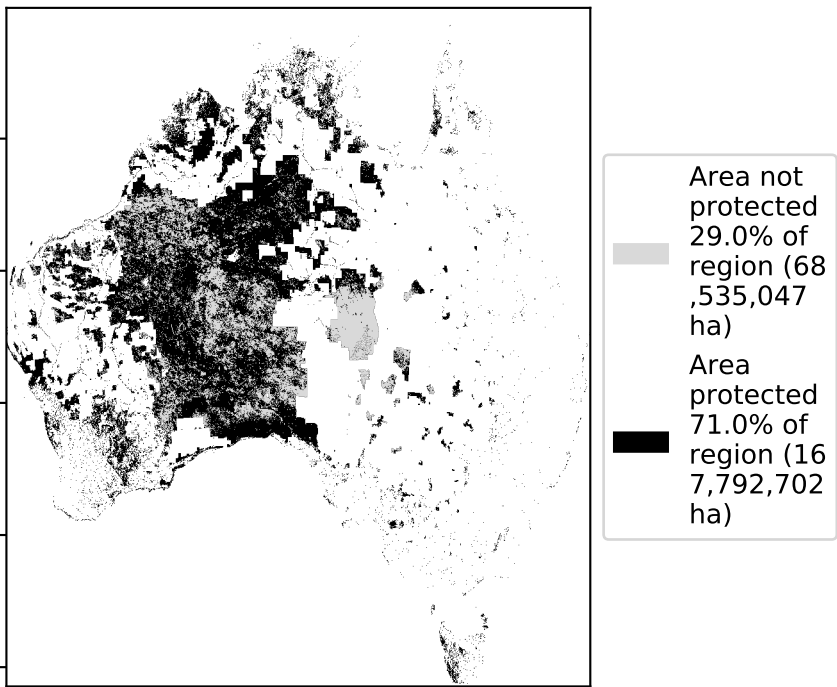 Area not
protected
29.0% of
region (68
,535,047
ha)
Area
protected
71.0% of
region (16
7,792,702
ha)